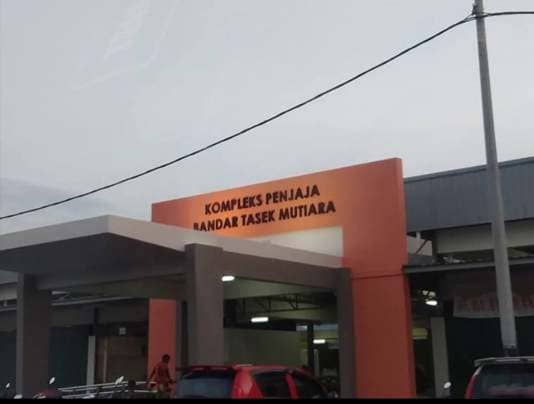 KOMPLEKS PENJAJA
BANDAR TASEK MUTIARA